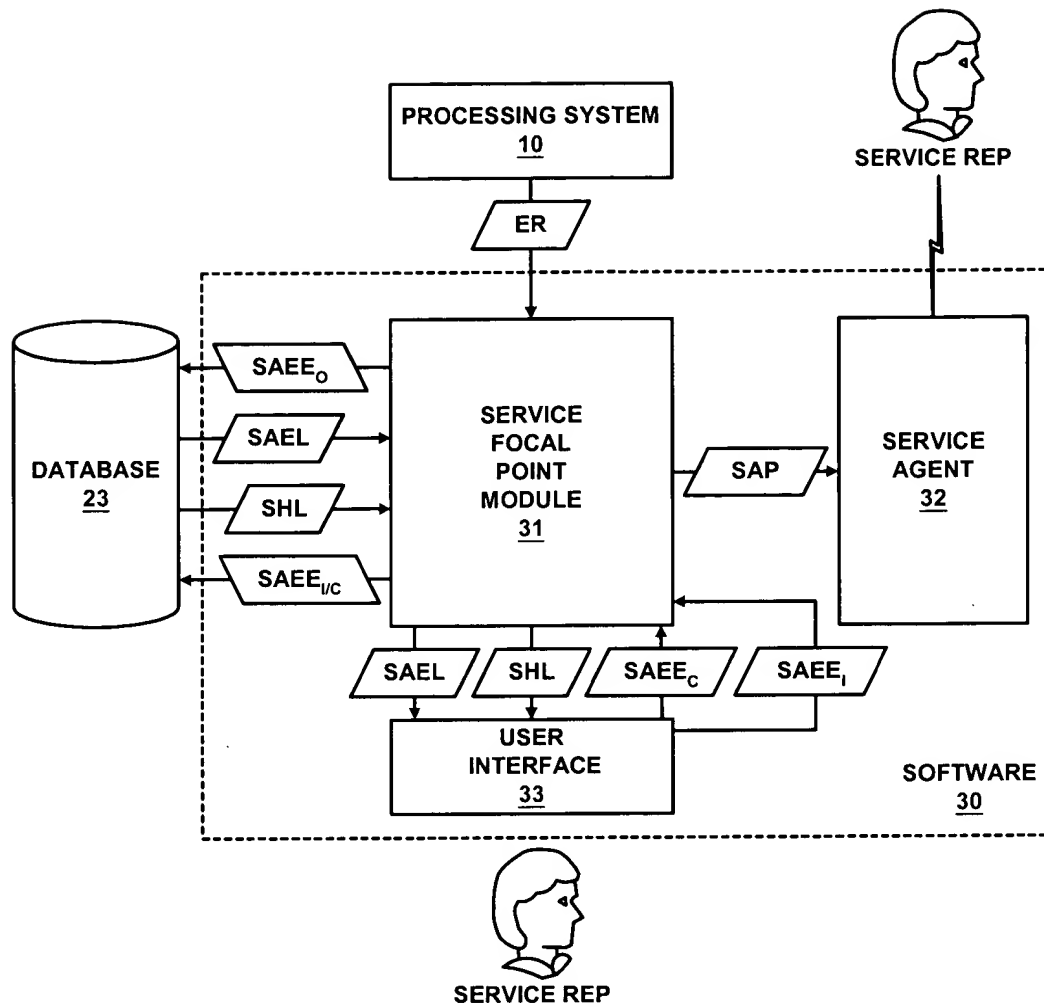 PROCESSING SYSTEM
10
SERVICE REP
ER
SAEE_O
SAEL
SHL
SAEE_I/C
DATABASE
23
SERVICE
FOCAL
POINT
MODULE
31
SAP
SERVICE
AGENT
32
SAEL
SHL
SAEE_C
SAEE_I
USER
INTERFACE
33
SOFTWARE
30
SERVICE REP